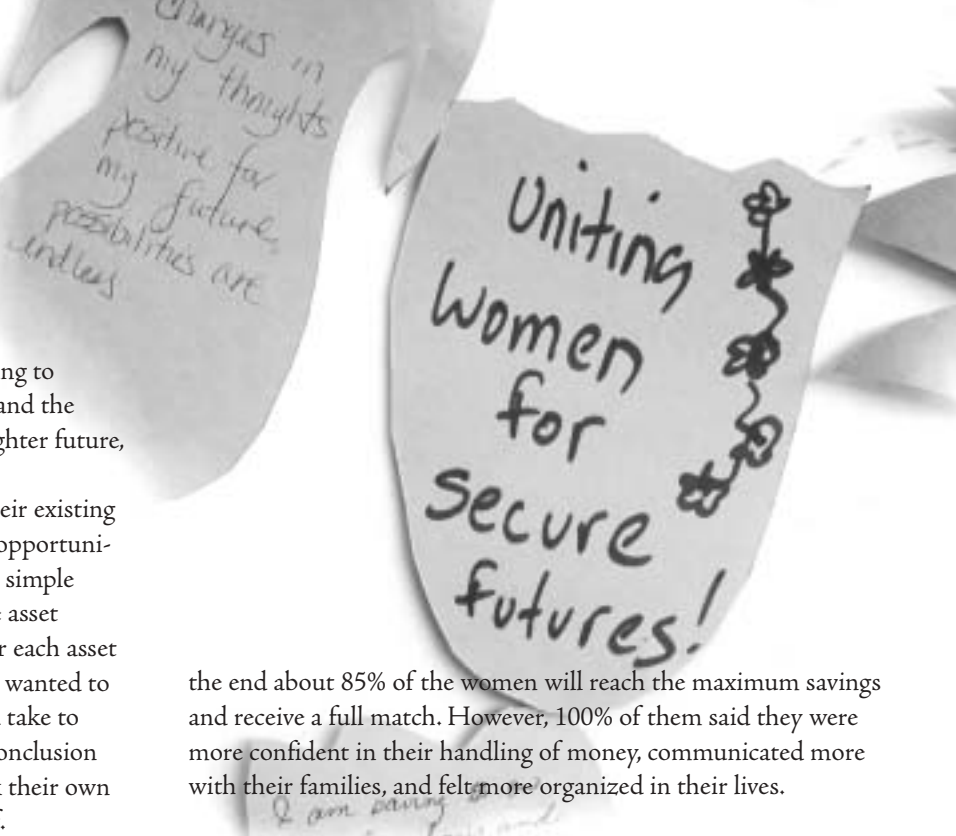 changes in
my thoughts
positive for
my future,
possibilities are
endless
Uniting
women
for
secure
futures!
ng to
and the
ghter future,
eir existing
opportuni-
simple
asset
r each asset
wanted to
take to
onclusion
their own
the end about 85% of the women will reach the maximum savings
and receive a full match. However, 100% of them said they were
more confident in their handling of money, communicated more
with their families, and felt more organized in their lives.
I am saving